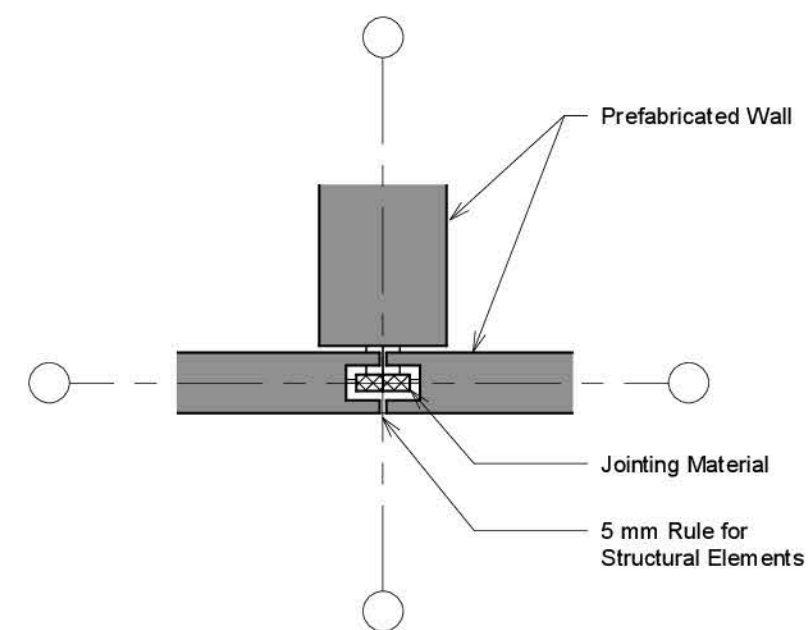 Prefabricated Wall
Jointing Material
5 mm Rule for
Structural Elements